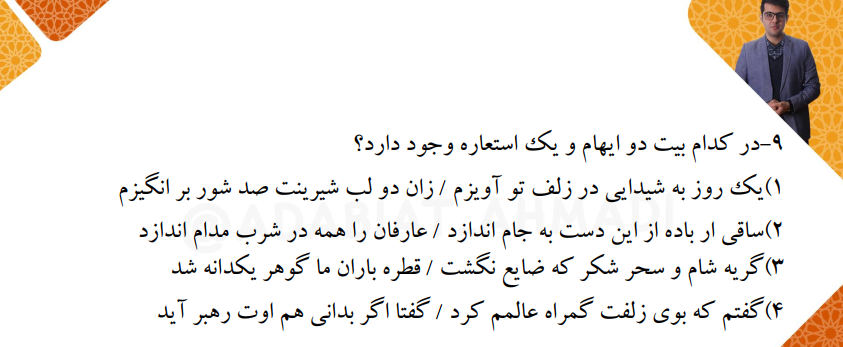 ۹-در کدام بیت دو ایهام و یک استعاره وجود دارد؟
۱)یک روز به شیدایی در زلف تو آویزم / زان دو لب شیرینت صد شور بر انگیزم
۲)ساقی ار باده از این دست به جام اندازد / عارفان را همه در شرب مدام اندازد
۳)گریه شام و سحر شکر که ضایع نگشت / قطره باران ما گوهر یکدانه شد
۴)گفتم که بوی زلفت گمراه عالمم کرد / گفتا اگر بدانی هم اوت رهبر آید
@ADABIAT_AHMADI